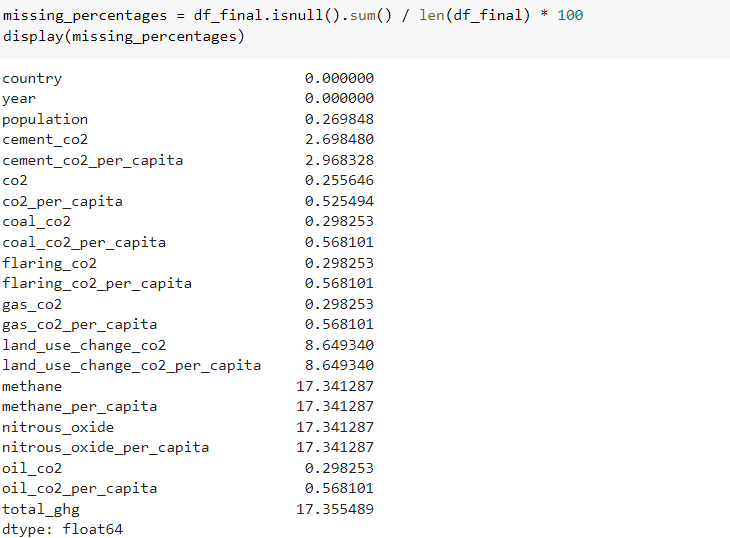 missing_percentages = df_final.isnull().sum() / len(df_final) * 100
display(missing_percentages)
country 0.000000
year 0.000000
population 0.269848
cement_co2 2.698480
cement_co2_per_capita 2.968328
co2 0.255646
co2_per_capita 0.525494
coal_co2 0.298253
coal_co2_per_capita 0.568101
flaring_co2 0.298253
flaring_co2_per_capita 0.568101
gas_co2 0.298253
gas_co2_per_capita 0.568101
land_use_change_co2 8.649340
land_use_change_co2_per_capita 8.649340
methane 17.341287
methane_per_capita 17.341287
nitrous_oxide 17.341287
nitrous_oxide_per_capita 17.341287
oil_co2 0.298253
oil_co2_per_capita 0.568101
total_ghg 17.355489
dtype: float64